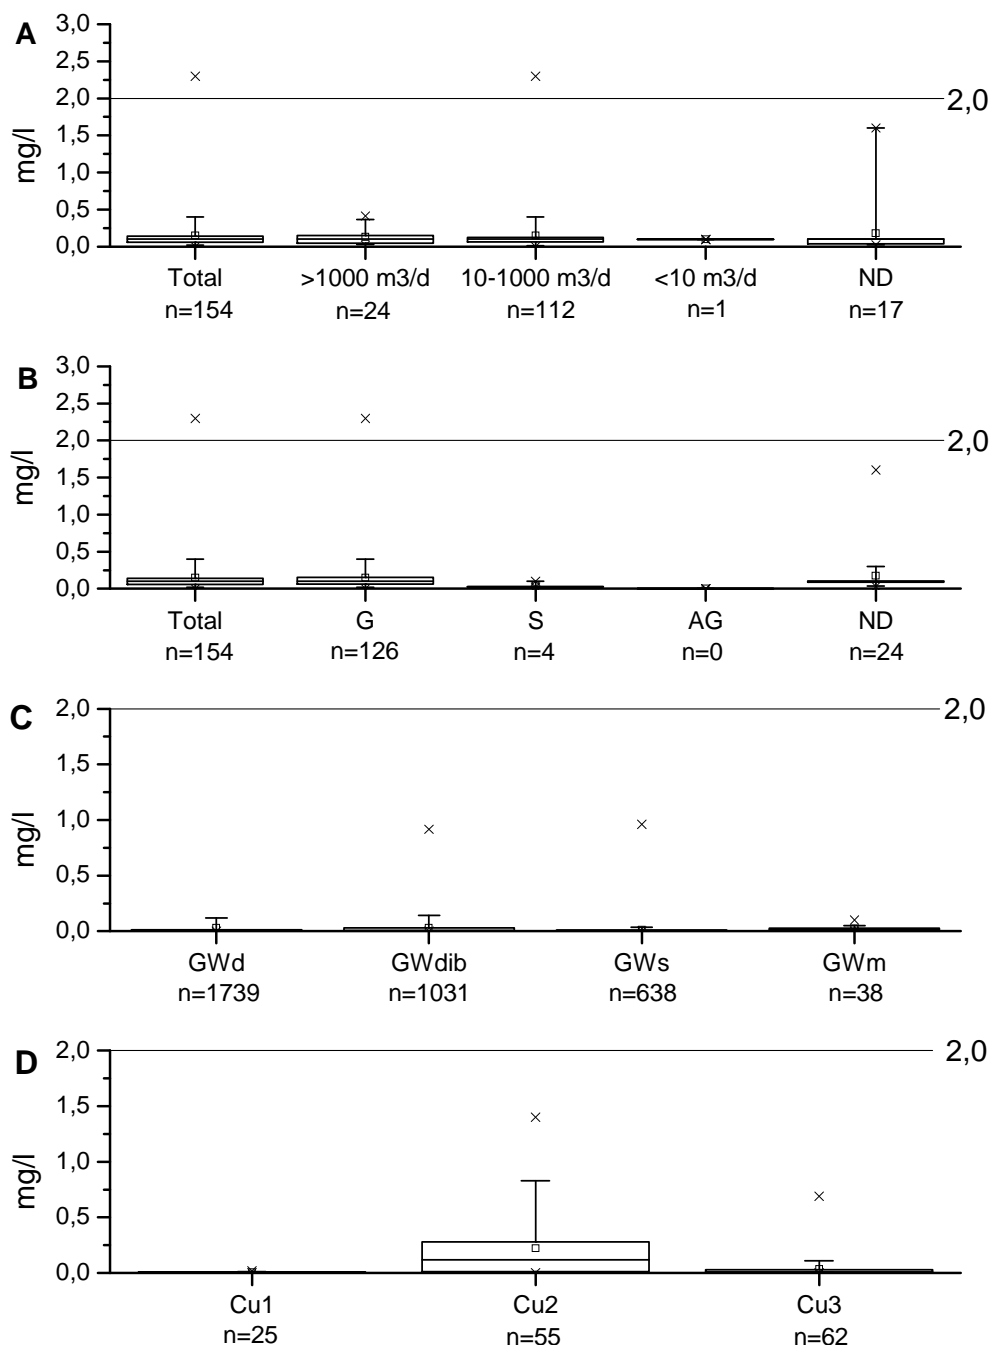 A
mg/l
3,0
2,5
2,0
1,5
1,0
0,5
0,0
2,0
Total >1000 m3/d 10-1000 m3/d <10 m3/d ND
n=154 n=24 n=112 n=1 n=17
B
mg/l
3,0
2,5
2,0
1,5
1,0
0,5
0,0
2,0
Total G S AG ND
n=154 n=126 n=4 n=0 n=24
C
mg/l
2,0
1,5
1,0
0,5
0,0
2,0
GWd GWdib GWs GWm
n=1739 n=1031 n=638 n=38
D
mg/l
2,0
1,5
1,0
0,5
0,0
2,0
Cu1 Cu2 Cu3
n=25 n=55 n=62